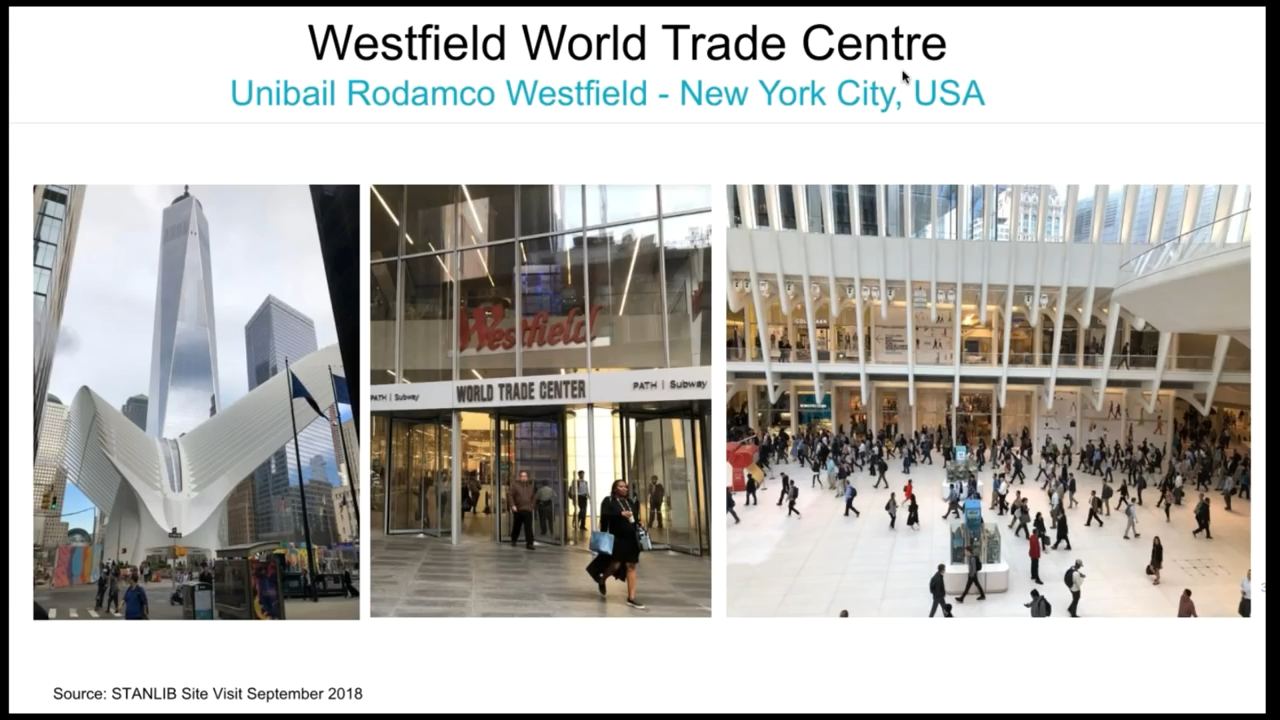 Westfield World Trade Centre
Unibail Rodamco Westfield - New York City, USA
Westfield
PATH | Subway
WORLD TRADE CENTER
PATH | Subway
Source: STANLIB Site Visit September 2018